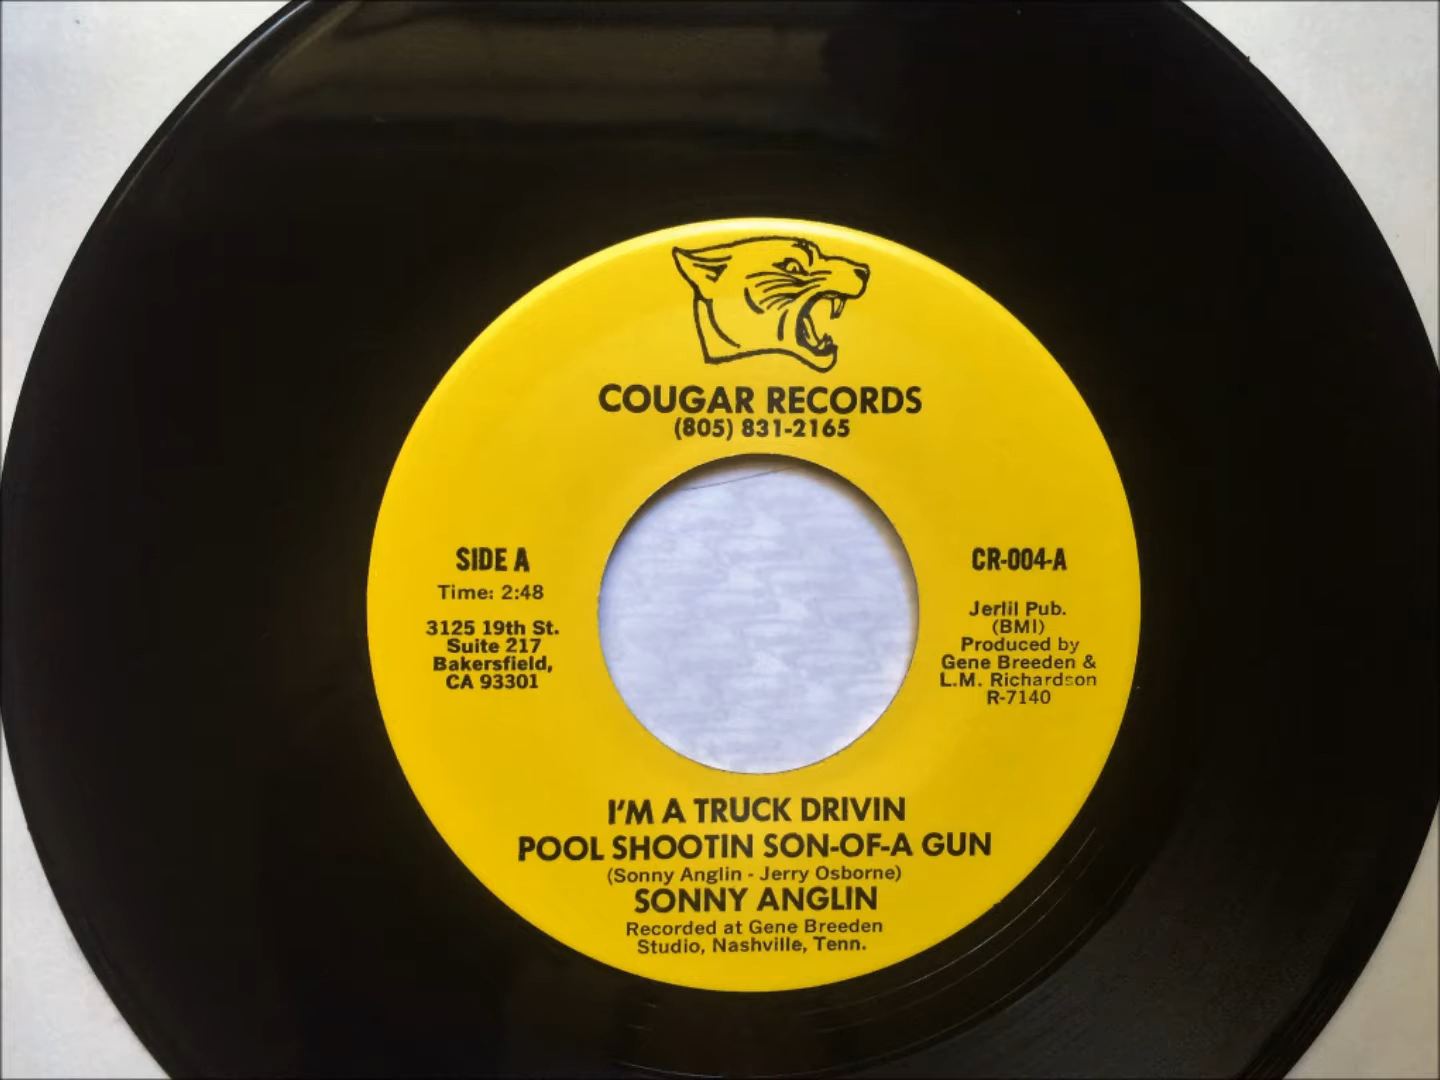 COUGAR RECORDS
(805) 831-2165
SIDE A
Time: 2:48
3125 19th St.
Suite 217
Bakersfield,
CA 93301
CR-004-A
Jerlil Pub.
(BMI)
Produced by
Gene Breeden &
L.M. Richardson
R-7140
I'M A TRUCK DRIVIN
POOL SHOOTIN SON-OF-A GUN
(Sonny Anglin - Jerry Osborne)
SONNY ANGLIN
Recorded at Gene Breeden
Studio, Nashville, Tenn.